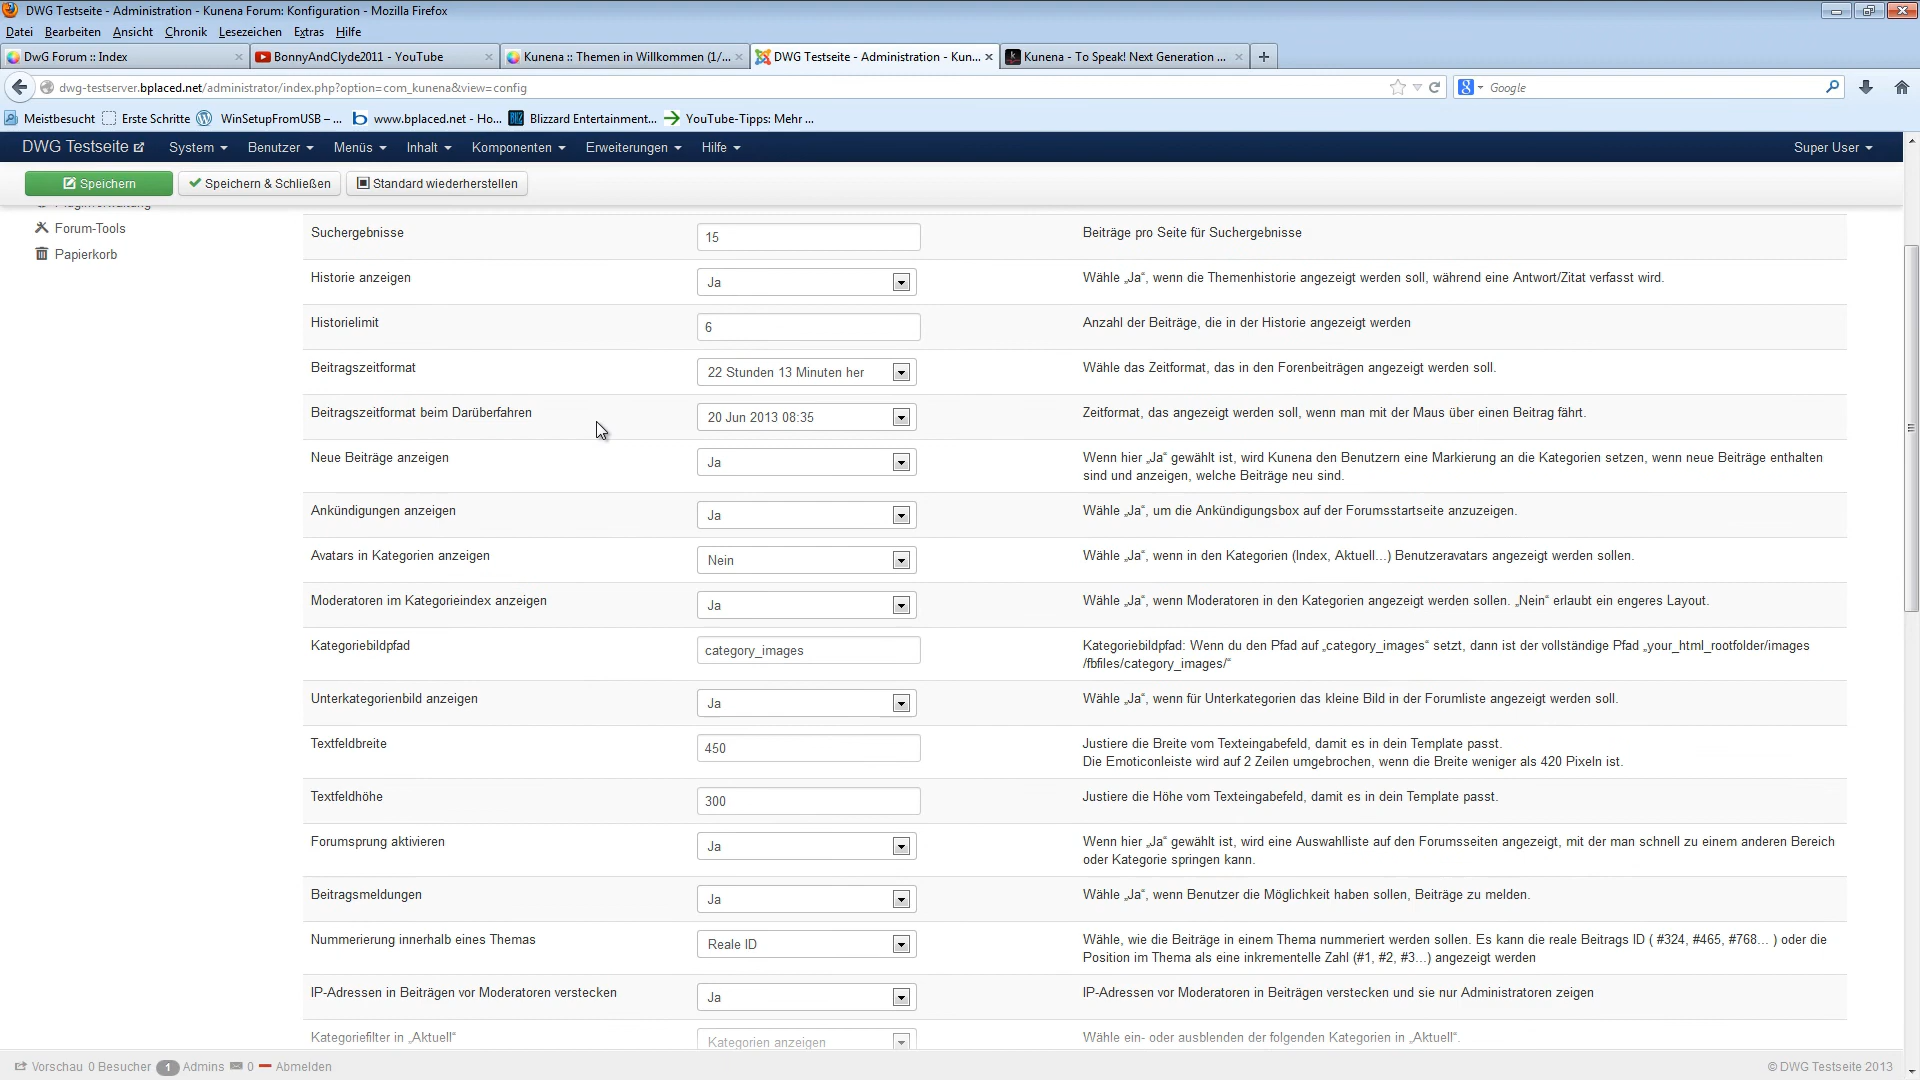 DWG Testseite - Administration - Kunena Forum: Konfiguration - Mozilla Firefox
Datei Bearbeiten Ansicht Chronik Lesezeichen Extras Hilfe
DwG Forum :: Index
BonnyAndClyde2011 - YouTube
Kunena :: Themen in Willkommen (1/...
DWG Testseite - Administration - Kun...
Kunena - To Speak! Next Generation ...
dwg-testserver.bplaced.net/administrator/index.php?option=com_kunena&view=config
Google
Meistbesucht Erste Schritte WinSetupFromUSB – ... www.bplaced.net - Ho... Blizzard Entertainment... YouTube-Tipps: Mehr ...
DWG Testseite System Benutzer Menüs Inhalt Komponenten Erweiterungen Hilfe Super User
Speichern Speichern & Schließen Standard wiederherstellen
Forum-Tools
Papierkorb
Suchergebnisse 15 Beiträge pro Seite für Suchergebnisse
Historie anzeigen Ja Wähle „Ja“, wenn die Themenhistorie angezeigt werden soll, während eine Antwort/Zitat verfasst wird.
Historielimit 6 Anzahl der Beiträge, die in der Historie angezeigt werden
Beitragszeitformat 22 Stunden 13 Minuten her Wähle das Zeitformat, das in den Forenbeiträgen angezeigt werden soll.
Beitragszeitformat beim Darüberfahren 20 Jun 2013 08:35 Zeitformat, das angezeigt werden soll, wenn man mit der Maus über einen Beitrag fährt.
Neue Beiträge anzeigen Ja Wenn hier „Ja“ gewählt ist, wird Kunena den Benutzern eine Markierung an die Kategorien setzen, wenn neue Beiträge enthalten
sind und anzeigen, welche Beiträge neu sind.
Ankündigungen anzeigen Ja Wähle „Ja“, um die Ankündigungsbox auf der Forumsstartseite anzuzeigen.
Avatars in Kategorien anzeigen Nein Wähle „Ja“, wenn in den Kategorien (Index, Aktuell...) Benutzeravatars angezeigt werden sollen.
Moderatoren im Kategorieindex anzeigen Ja Wähle „Ja“, wenn Moderatoren in den Kategorien angezeigt werden sollen. „Nein“ erlaubt ein engeres Layout.
Kategoriebildpfad category_images Kategoriebildpfad: Wenn du den Pfad auf „category_images“ setzt, dann ist der vollständige Pfad „your_html_rootfolder/images
/fbfiles/category_images/“
Unterkategorienbild anzeigen Ja Wähle „Ja“, wenn für Unterkategorien das kleine Bild in der Forumliste angezeigt werden soll.
Textfeldbreite 450 Justiere die Breite vom Texteingabefeld, damit es in dein Template passt.
Die Emoticonleiste wird auf 2 Zeilen umgebrochen, wenn die Breite weniger als 420 Pixeln ist.
Textfeldhöhe 300 Justiere die Höhe vom Texteingabefeld, damit es in dein Template passt.
Forumsprung aktivieren Ja Wenn hier „Ja“ gewählt ist, wird eine Auswahlliste auf den Forumsseiten angezeigt, mit der man schnell zu einem anderen Bereich
oder Kategorie springen kann.
Beitragsmeldungen Ja Wähle „Ja“, wenn Benutzer die Möglichkeit haben sollen, Beiträge zu melden.
Nummerierung innerhalb eines Themas Reale ID Wähle, wie die Beiträge in einem Thema nummeriert werden sollen. Es kann die reale Beitrags ID ( #324, #465, #768... ) oder die
Position im Thema als eine inkrementelle Zahl (#1, #2, #3...) angezeigt werden
IP-Adressen in Beiträgen vor Moderatoren verstecken Ja IP-Adressen vor Moderatoren in Beiträgen verstecken und sie nur Administratoren zeigen
Kategoriefilter in „Aktuell“ Kategorien anzeigen Wähle ein- oder ausblenden der folgenden Kategorien in „Aktuell“.
Vorschau 0 Besucher 1 Admins 0 Abmelden © DWG Testseite 2013